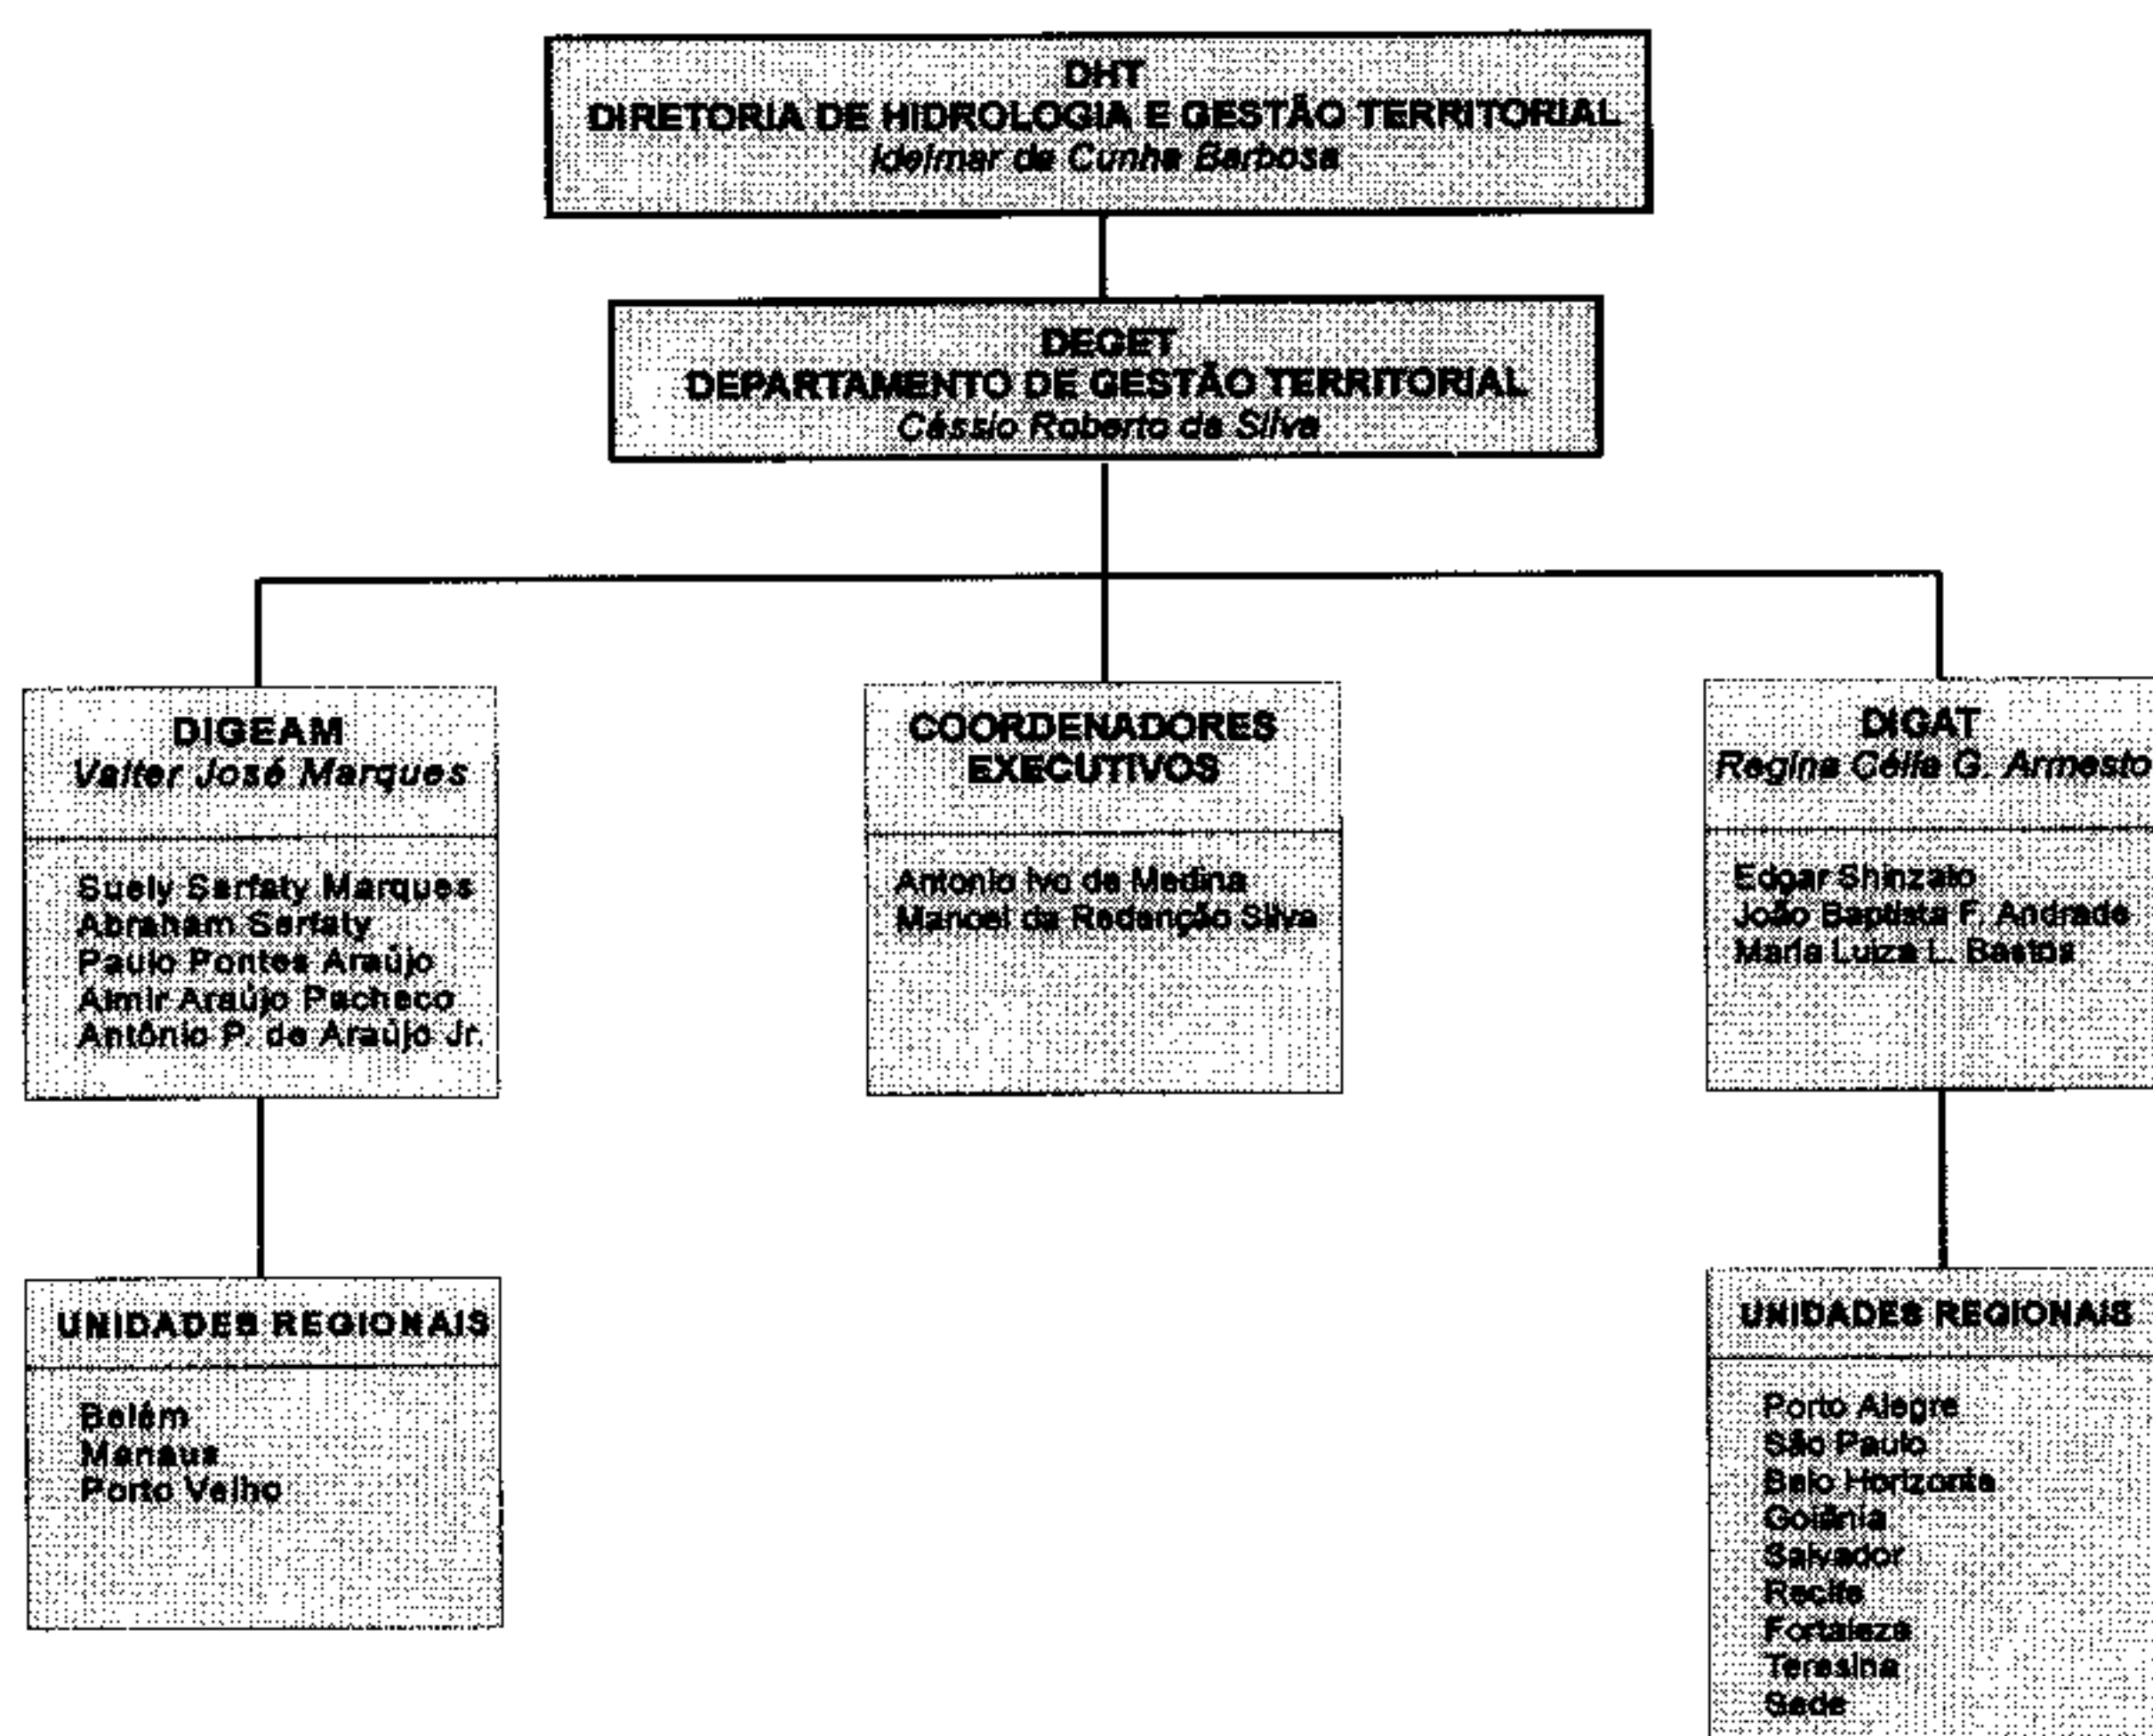 DHT
DIRETORIA DE HIDROLOGIA E GESTÃO TERRITORIAL
Idelmar da Cunha Barbosa
DEGET
DEPARTAMENTO DE GESTÃO TERRITORIAL
Cássio Roberto da Silva
DIGEAM
Valter José Marques
Suely Serfaty Marques
Abraham Serfaty
Paulo Pontes Araújo
Almir Araújo Pacheco
Antônio P. de Araújo Jr.
COORDENADORES
EXECUTIVOS
Antonio Ivo de Medina
Manoel da Redenção Silva
DIGAT
Regina Célia G. Armesto
Edgar Shinzato
João Baptista F. Andrade
Maria Luiza L. Bastos
UNIDADES REGIONAIS
Belém
Manaus
Porto Velho
UNIDADES REGIONAIS
Porto Alegre
São Paulo
Belo Horizonte
Goiânia
Salvador
Recife
Fortaleza
Teresina
Sede